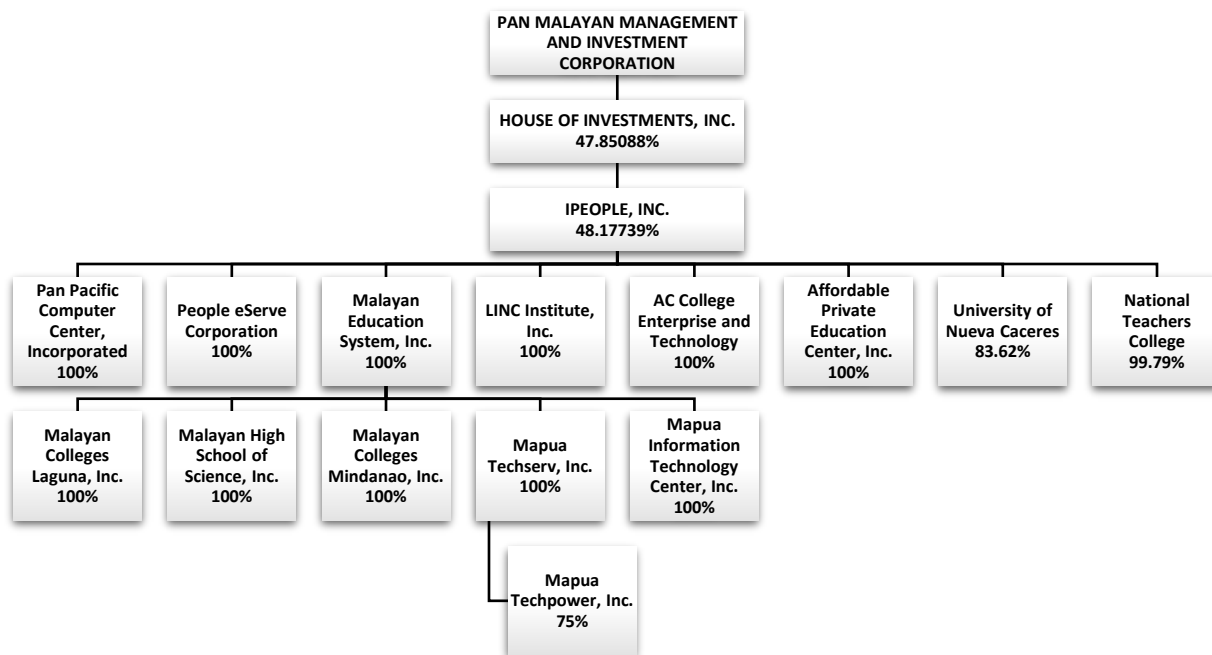 PAN MALAYAN MANAGEMENT
AND INVESTMENT
CORPORATION
HOUSE OF INVESTMENTS, INC.
47.85088%
IPEOPLE, INC.
48.17739%
Pan Pacific
Computer
Center,
Incorporated
100%
People eServe
Corporation
100%
Malayan
Education
System, Inc.
100%
LINC Institute,
Inc.
100%
AC College
Enterprise and
Technology
100%
Affordable
Private
Education
Center, Inc.
100%
University of
Nueva Caceres
83.62%
National
Teachers
College
99.79%
Malayan
Colleges
Laguna, Inc.
100%
Malayan High
School of
Science, Inc.
100%
Malayan
Colleges
Mindanao, Inc.
100%
Mapua
Techserv, Inc.
100%
Mapua
Information
Technology
Center, Inc.
100%
Mapua
Techpower, Inc.
75%